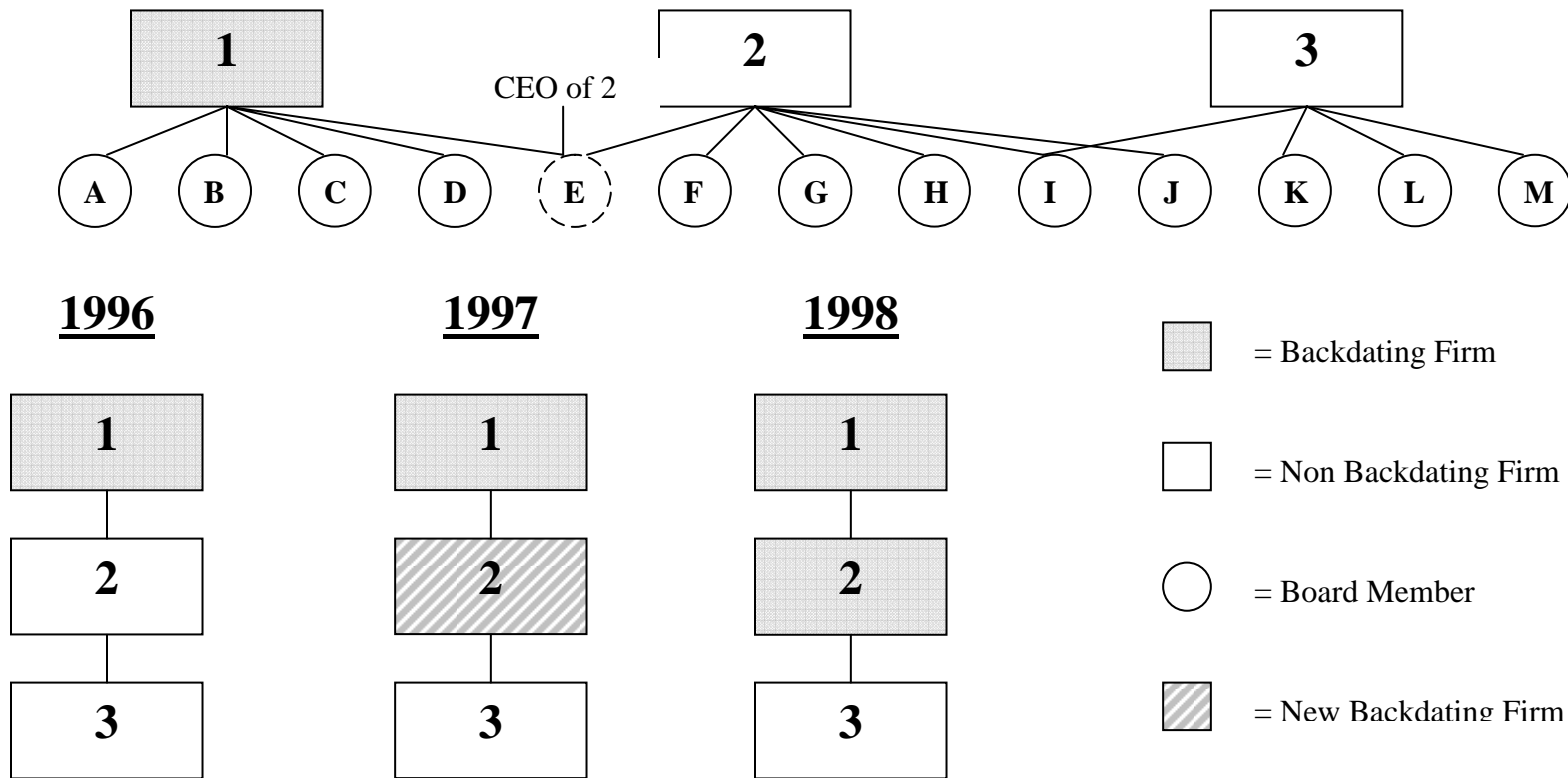 1 2 3
CEO of 2
A B C D E F G H I J K L M
1996 1997 1998
= Backdating Firm
1 1 1
= Non Backdating Firm
2 2 2
= Board Member
3 3 3
= New Backdating Firm